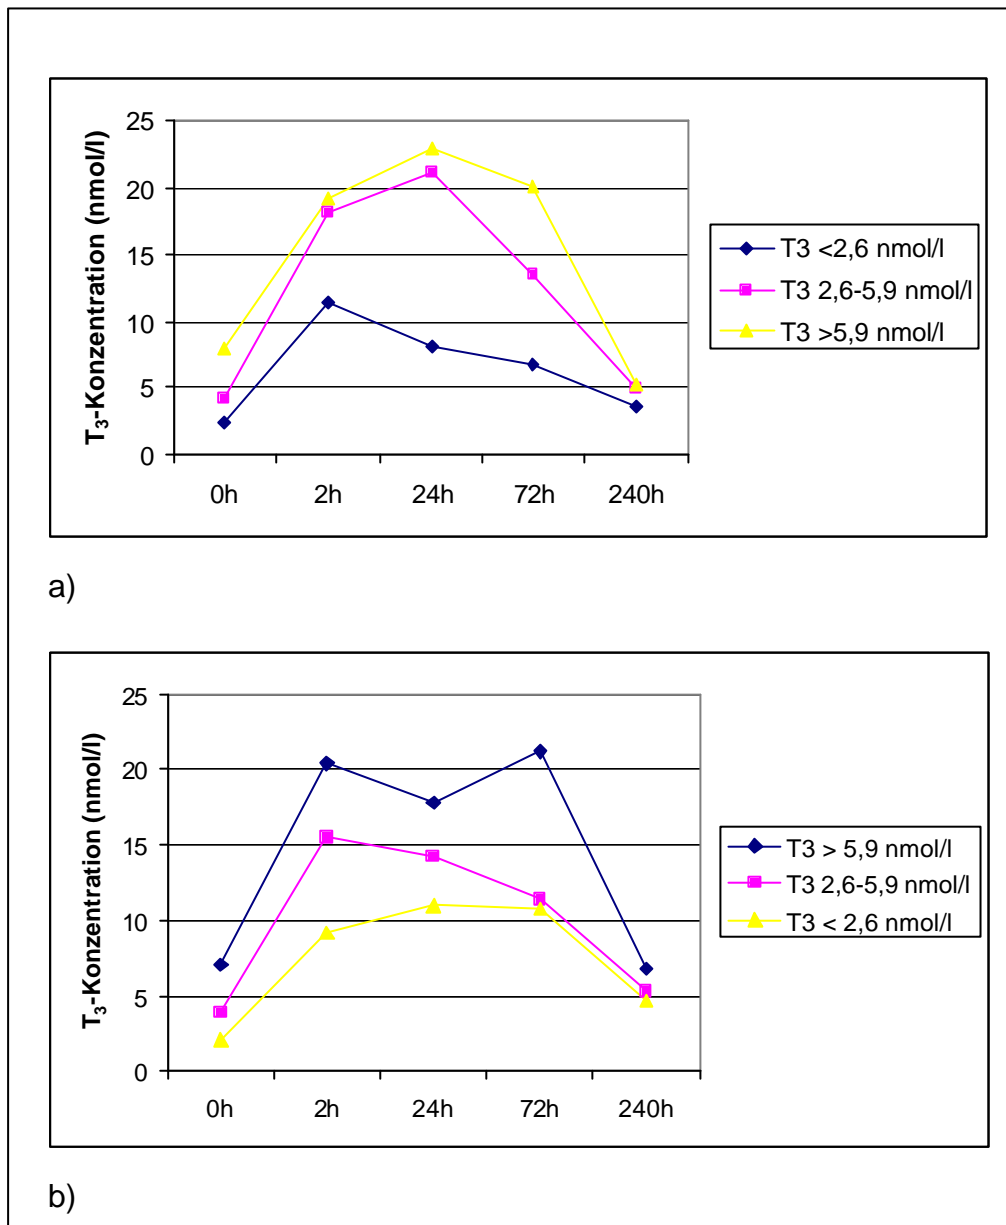 25
20
15
10
5
0
T₃-Konzentration (nmol/l)
0h 2h 24h 72h 240h
T3 <2,6 nmol/l
T3 2,6-5,9 nmol/l
T3 >5,9 nmol/l
a)
25
20
15
10
5
0
T₃-Konzentration (nmol/l)
0h 2h 24h 72h 240h
T3 > 5,9 nmol/l
T3 2,6-5,9 nmol/l
T3 < 2,6 nmol/l
b)